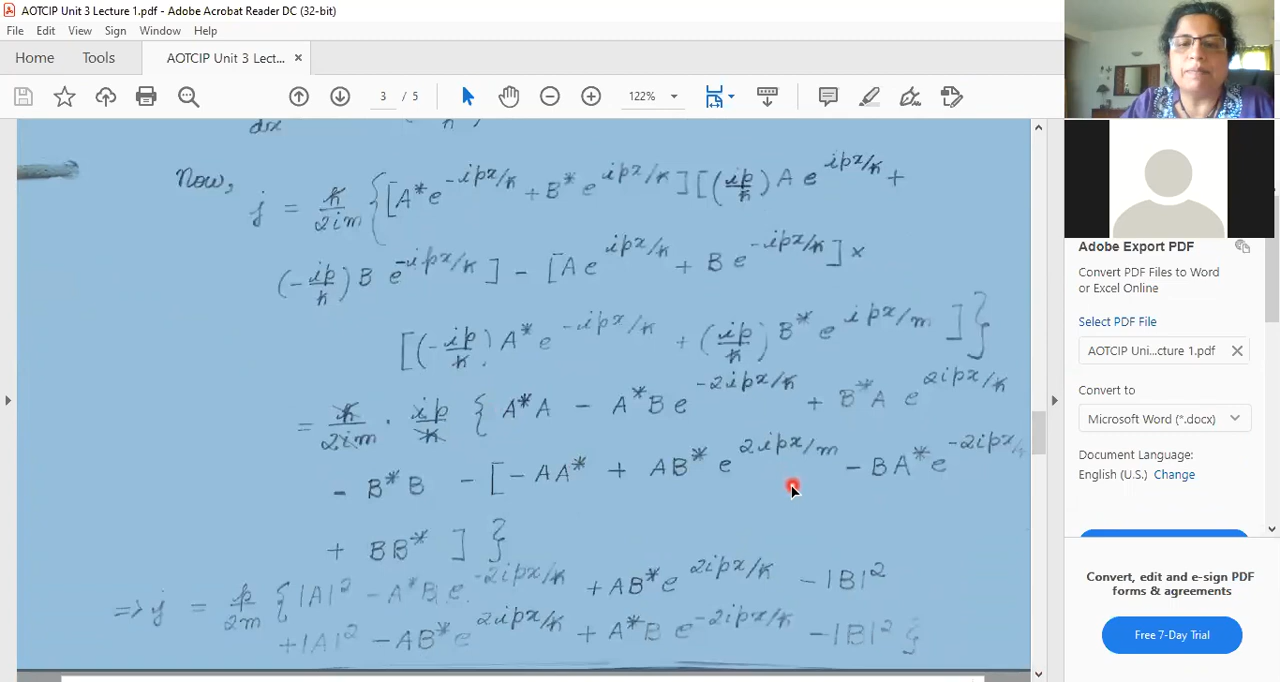 AOTCIP Unit 3 Lecture 1.pdf - Adobe Acrobat Reader DC (32-bit)
File Edit View Sign Window Help
Home Tools AOTCIP Unit 3 Lect... ×
3 / 5 122%
dx ħ
Now,
j = ħ/2im {[A* e^-ipx/ħ + B* e^ipx/ħ ] [(ip/ħ) A e^ipx/ħ +
(-ip/ħ) B e^-ipx/ħ ] - [A e^ipx/ħ + B e^-ipx/ħ] ×
[(-ip/ħ) A* e^-ipx/ħ + (ip/ħ) B* e^ipx/m ] }
= ħ/2im . ip/ħ { A*A - A*B e^-2ipx/ħ + B*A e^2ipx/ħ
- B*B - [ - AA* + AB* e^2ipx/m - BA* e^-2ipx/
+ BB* ] }
=> j = p/2m { |A|² - A*B e^-2ipx/ħ + AB* e^2ipx/ħ - |B|²
+|A|² - AB* e^2ipx/ħ + A*B e^-2ipx/ħ - |B|² }
Adobe Export PDF
Convert PDF Files to Word
or Excel Online
Select PDF File
AOTCIP Uni...cture 1.pdf ×
Convert to
Microsoft Word (*.docx)
Document Language:
English (U.S.) Change
Convert, edit and e-sign PDF
forms & agreements
Free 7-Day Trial